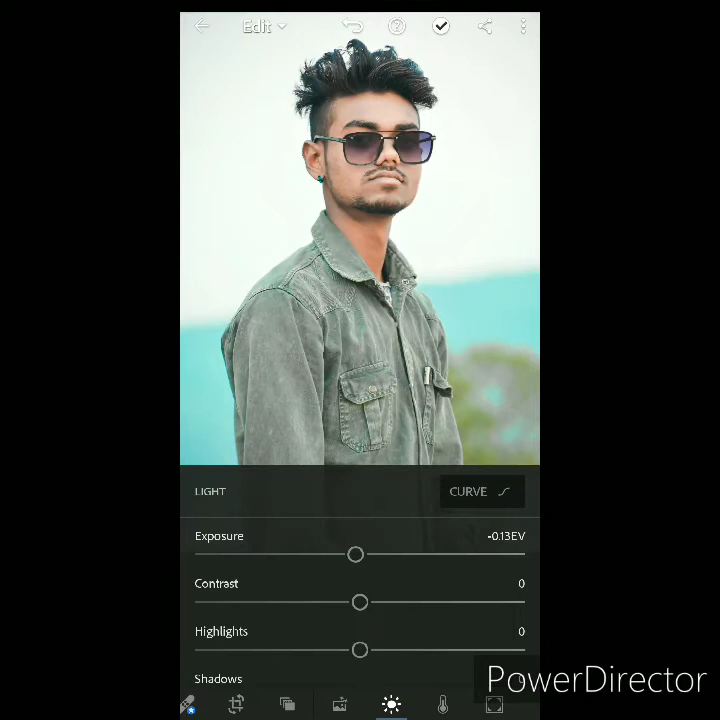 Edit
LIGHT
CURVE
Exposure
-0.13EV
Contrast
0
Highlights
0
Shadows
PowerDirector